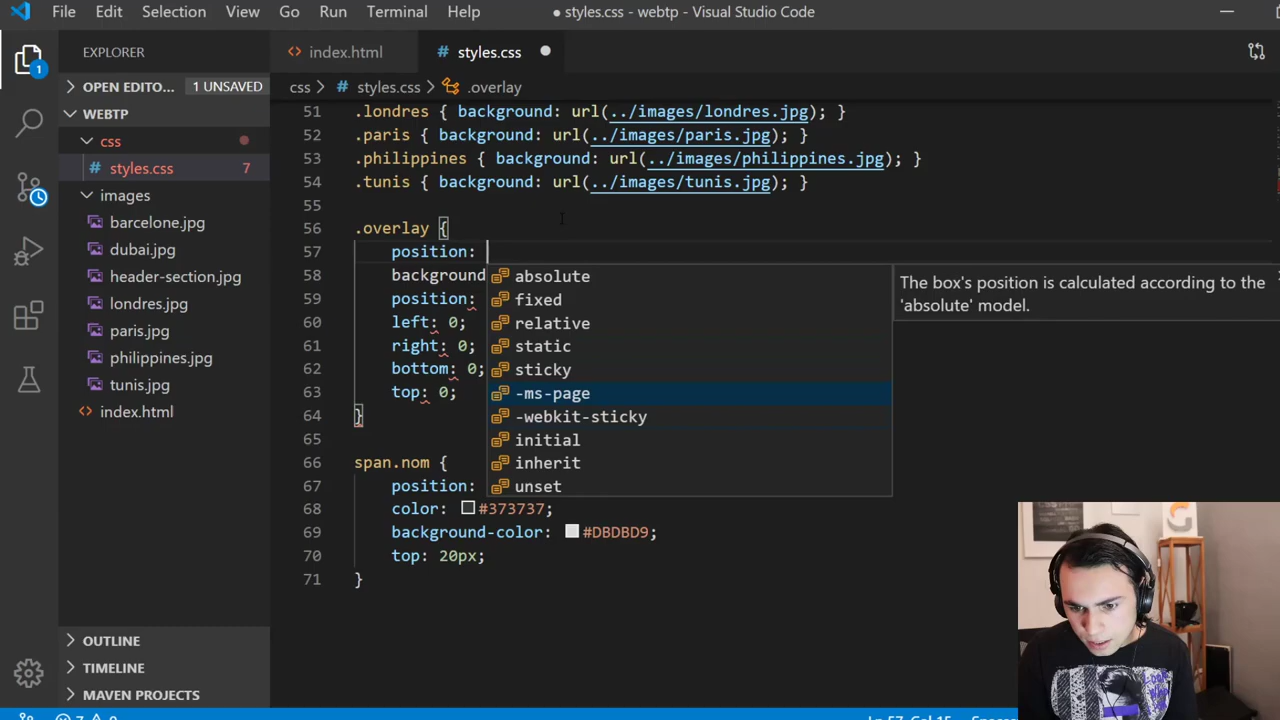 File Edit Selection View Go Run Terminal Help ● styles.css - webtp - Visual Studio Code
EXPLORER
index.html
# styles.css
1
OPEN EDITO... 1 UNSAVED
css > # styles.css > .overlay
WEBTP
css
# styles.css 7
images
barcelone.jpg
dubai.jpg
header-section.jpg
londres.jpg
paris.jpg
philippines.jpg
tunis.jpg
index.html
OUTLINE
TIMELINE
MAVEN PROJECTS
51 .londres { background: url(../images/londres.jpg); }
52 .paris { background: url(../images/paris.jpg); }
53 .philippines { background: url(../images/philippines.jpg); }
54 .tunis { background: url(../images/tunis.jpg); }
55
56 .overlay {
57 position:
58 background
59 position:
60 left: 0;
61 right: 0;
62 bottom: 0;
63 top: 0;
64 }
65
66 span.nom {
67 position:
68 color: #373737;
69 background-color: #DBDBD9;
70 top: 20px;
71 }
absolute
fixed
relative
static
sticky
-ms-page
-webkit-sticky
initial
inherit
unset
The box's position is calculated according to the
'absolute' model.